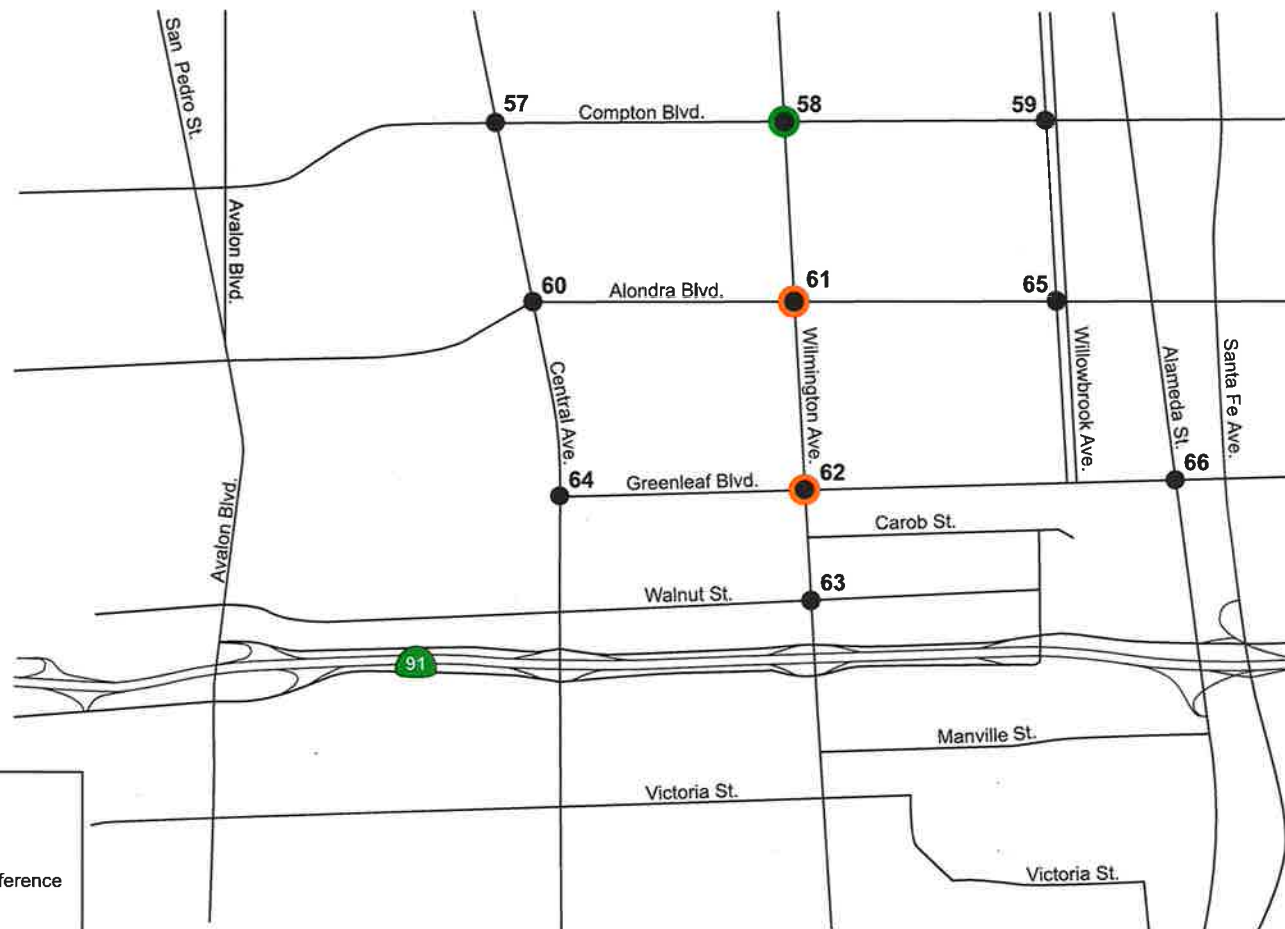 San Pedro St.
57
Compton Blvd.
58
59
Avalon Blvd.
60
Alondra Blvd.
61
65
Central Ave.
Wilmington Ave.
Willowbrook Ave.
Alameda St.
Santa Fe Ave.
64
Greenleaf Blvd.
62
66
Avalon Blvd.
Carob St.
Walnut St.
63
91
Manville St.
Victoria St.
Victoria St.
ference